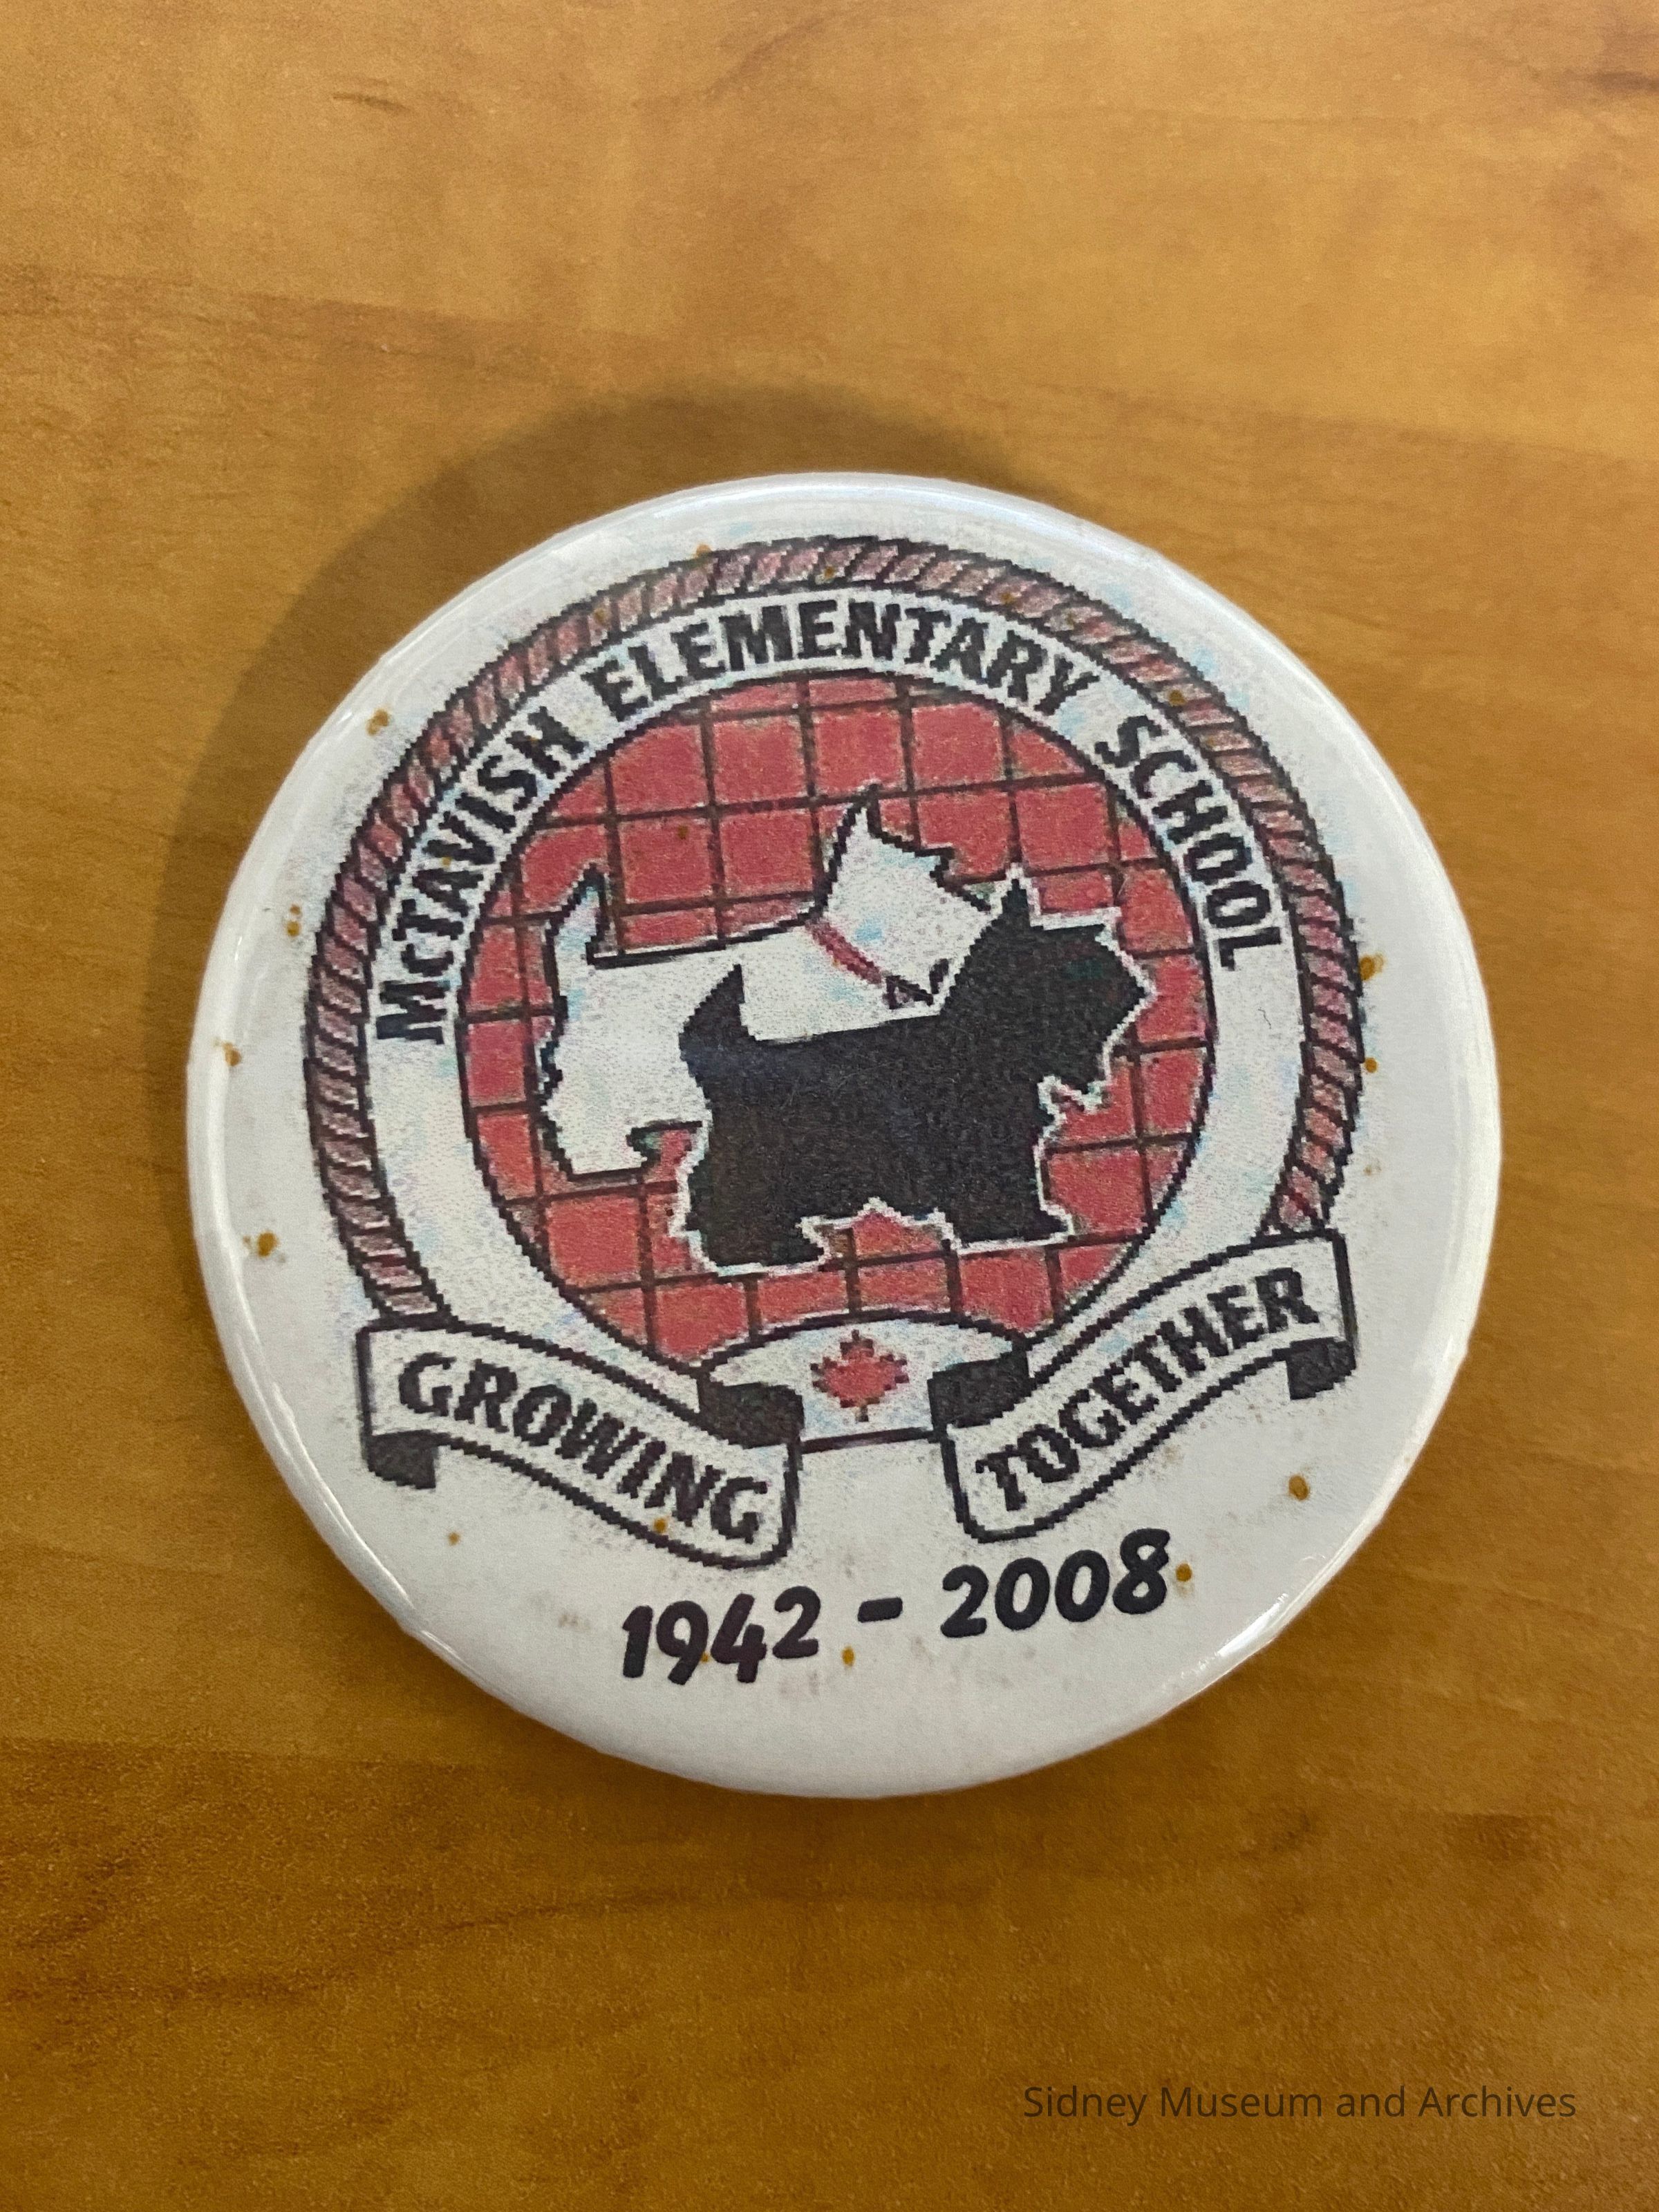 McTAVISH ELEMENTARY SCHOOL
GROWING TOGETHER
1942 - 2008
Sidney Museum and Archives